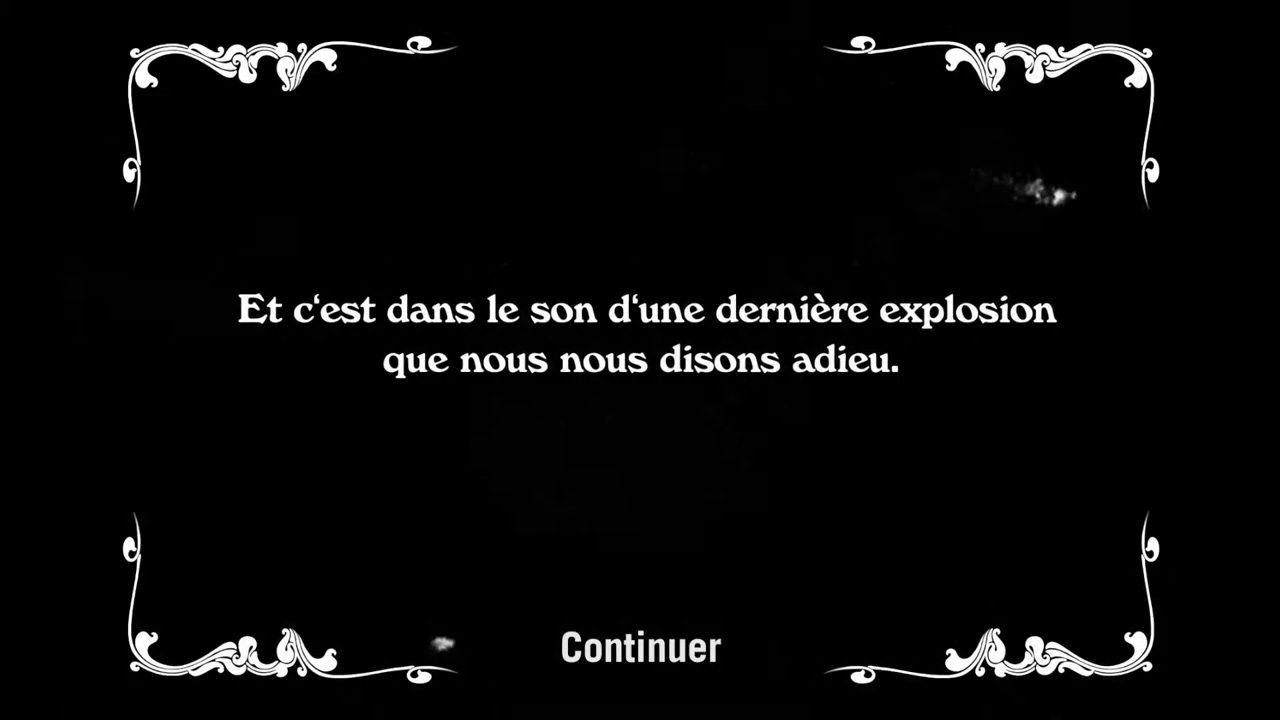 Et c‘est dans le son d‘une dernière explosion
que nous nous disons adieu.
Continuer